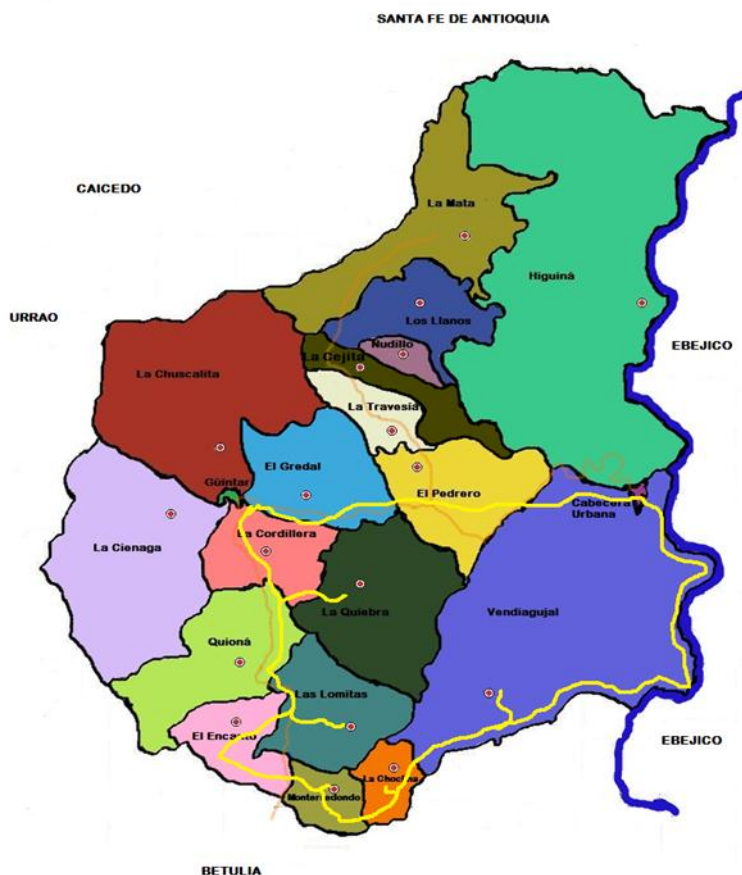 SANTA FE DE ANTIOQUIA
CAICEDO
La Mata
Higuiná
URRAO
Los Llanos
EBEJICO
Nudillo
La Cejita
La Chuscalita
La Travesía
El Gredal
Güintar
El Pedrero
Cabecera
Urbana
La Cordillera
La Cienaga
La Quiebra
Vendiagujal
Quioná
Las Lomitas
El Encanto
EBEJICO
La Choclina
Monterredondo
BETULIA